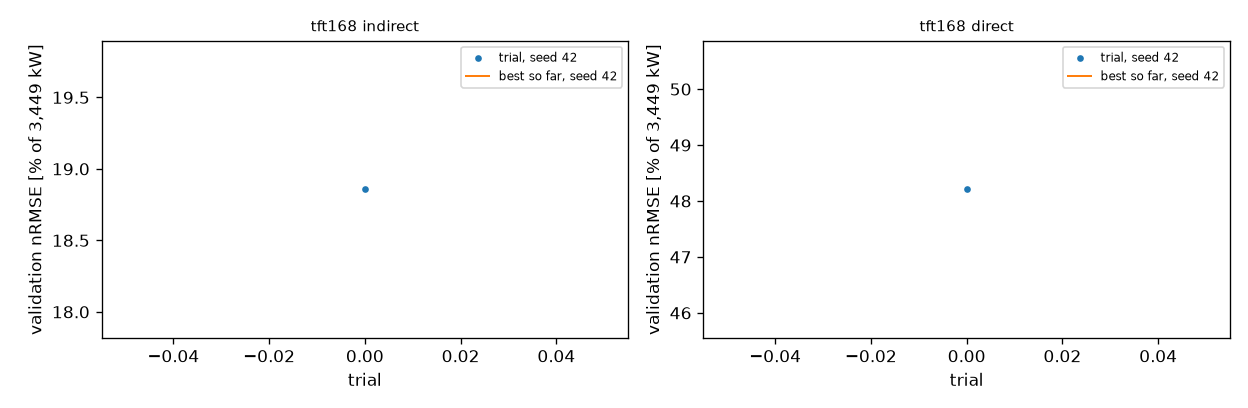 tft168 indirect
trial, seed 42
best so far, seed 42
validation nRMSE [% of 3,449 kW]
19.5
19.0
18.5
18.0
−0.04 −0.02 0.00 0.02 0.04
trial
tft168 direct
trial, seed 42
best so far, seed 42
validation nRMSE [% of 3,449 kW]
50
49
48
47
46
−0.04 −0.02 0.00 0.02 0.04
trial